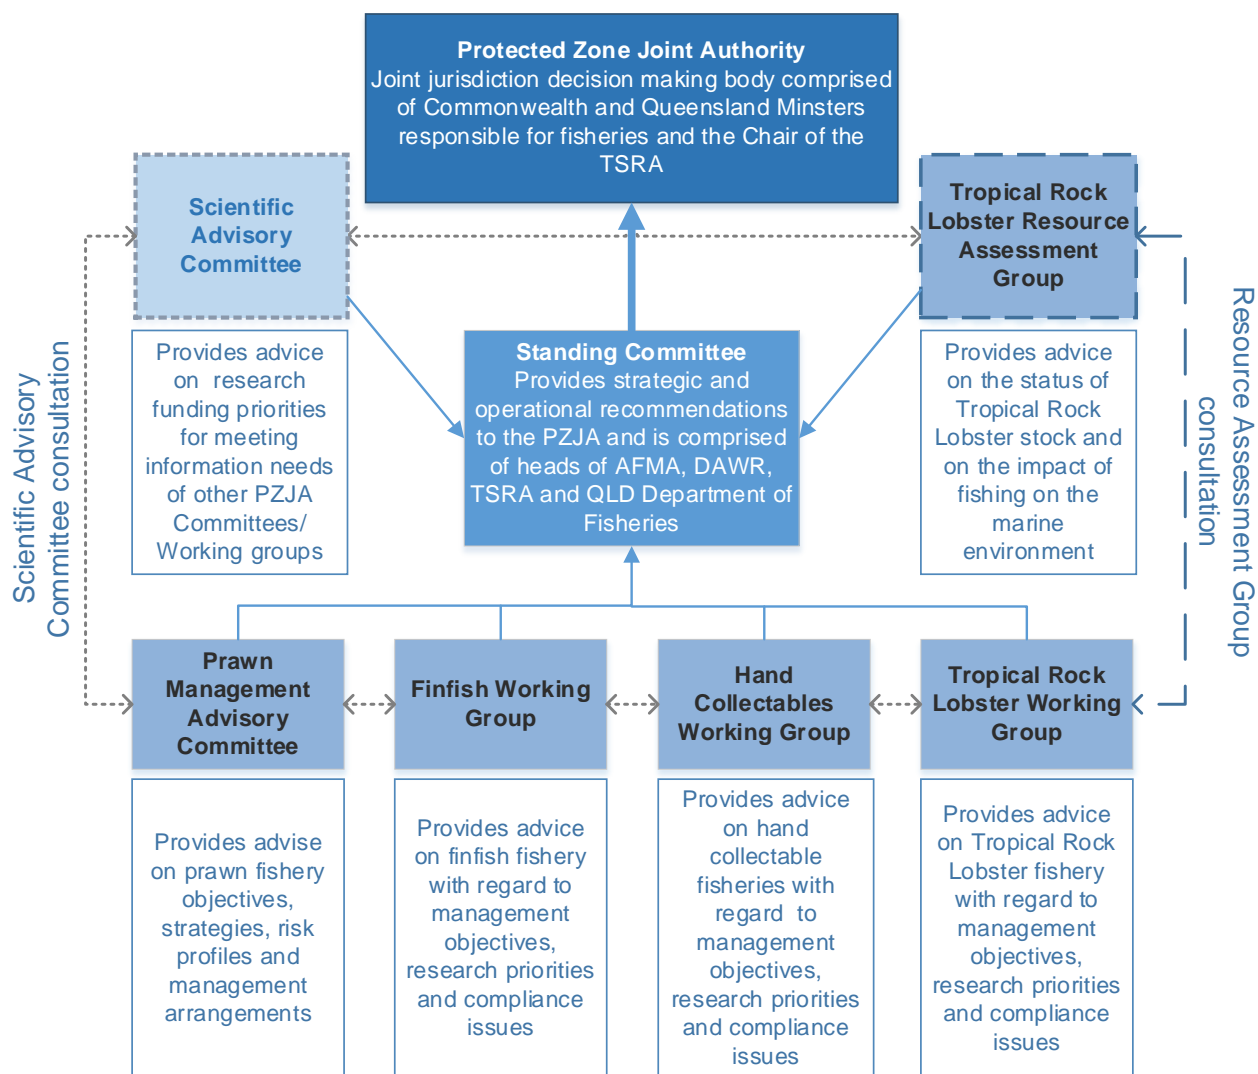 Protected Zone Joint Authority
Joint jurisdiction decision making body comprised
of Commonwealth and Queensland Minsters
responsible for fisheries and the Chair of the
TSRA
Scientific
Advisory
Committee
Tropical Rock
Lobster Resource
Assessment
Group
Provides advice
on research
funding priorities
for meeting
information needs
of other PZJA
Committees/
Working groups
Standing Committee
Provides strategic and
operational recommendations
to the PZJA and is comprised
of heads of AFMA, DAWR,
TSRA and QLD Department of
Fisheries
Provides advice
on the status of
Tropical Rock
Lobster stock and
on the impact of
fishing on the
marine
environment
Scientific Advisory
Committee consultation
Resource Assessment Group
consultation
Prawn
Management
Advisory
Committee
Finfish Working
Group
Hand
Collectables
Working Group
Tropical Rock
Lobster Working
Group
Provides advise
on prawn fishery
objectives,
strategies, risk
profiles and
management
arrangements
Provides advice
on finfish fishery
with regard to
management
objectives,
research priorities
and compliance
issues
Provides advice
on hand
collectable
fisheries with
regard to
management
objectives,
research priorities
and compliance
issues
Provides advice
on Tropical Rock
Lobster fishery
with regard to
management
objectives,
research priorities
and compliance
issues